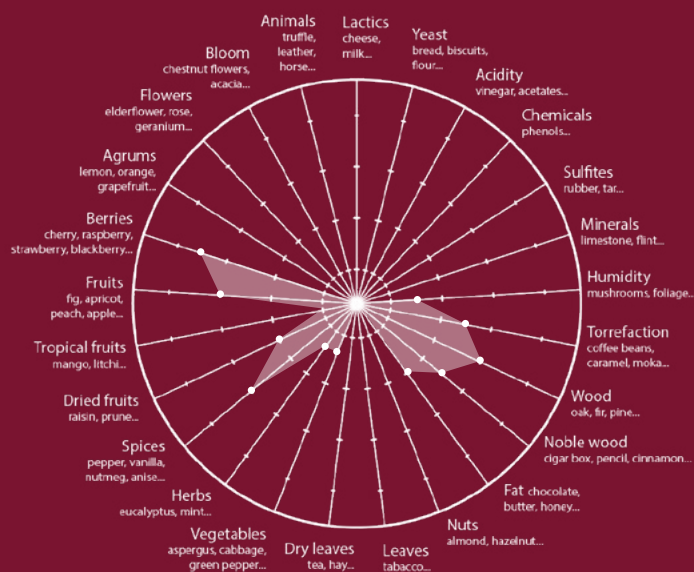 Lactics
cheese,
milk...
Yeast
bread, biscuits,
flour...
Acidity
vinegar, acetates...
Chemicals
phenols...
Sulfites
rubber, tar...
Minerals
limestone, flint...
Humidity
mushrooms, foliage...
Torrefaction
coffee beans,
caramel, moka...
Wood
oak, fir, pine...
Noble wood
cigar box, pencil, cinnamon...
Fat chocolate,
butter, honey...
Nuts
almond, hazelnut...
Leaves
tabacco...
Dry leaves
tea, hay...
Vegetables
aspergus, cabbage,
green pepper...
Herbs
eucalyptus, mint...
Spices
pepper, vanilla,
nutmeg, anise...
Dried fruits
raisin, prune...
Tropical fruits
mango, litchi...
Fruits
fig, apricot,
peach, apple...
Berries
cherry, raspberry,
strawberry, blackberry...
Agrums
lemon, orange,
grapefruit...
Flowers
elderflower, rose,
geranium...
Bloom
chestnut flowers,
acacia...
Animals
truffle,
leather,
horse...